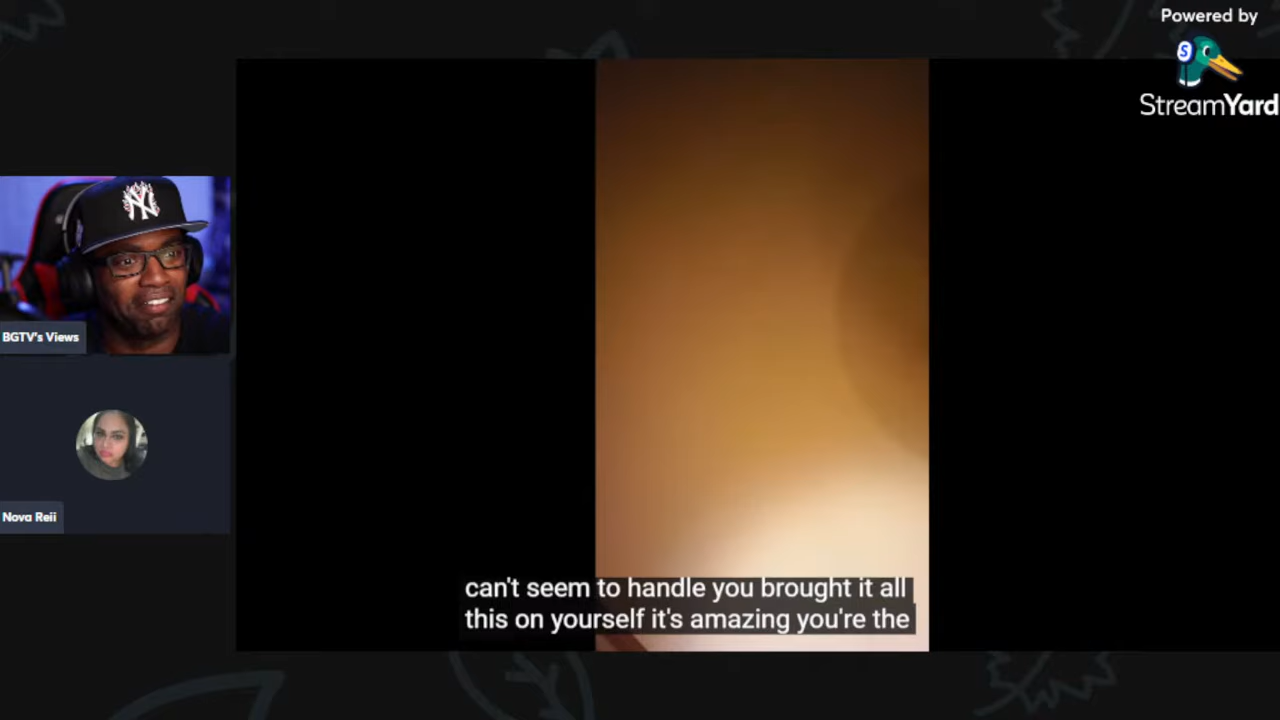 Powered by
S
StreamYard
NY
BGTV's Views
Nova Reii
can't seem to handle you brought it all
this on yourself it's amazing you're the